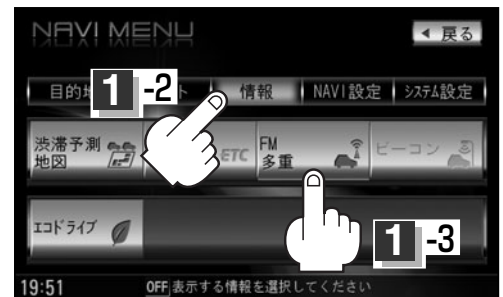 NAVI MENU
◀ 戻る
目的 1-2 ト 情報 NAVI設定 システム設定
渋滞予測 FM ビーコン
地図 ETC 多重
エコドライブ
1-3
19:51 OFF 表示する情報を選択してください